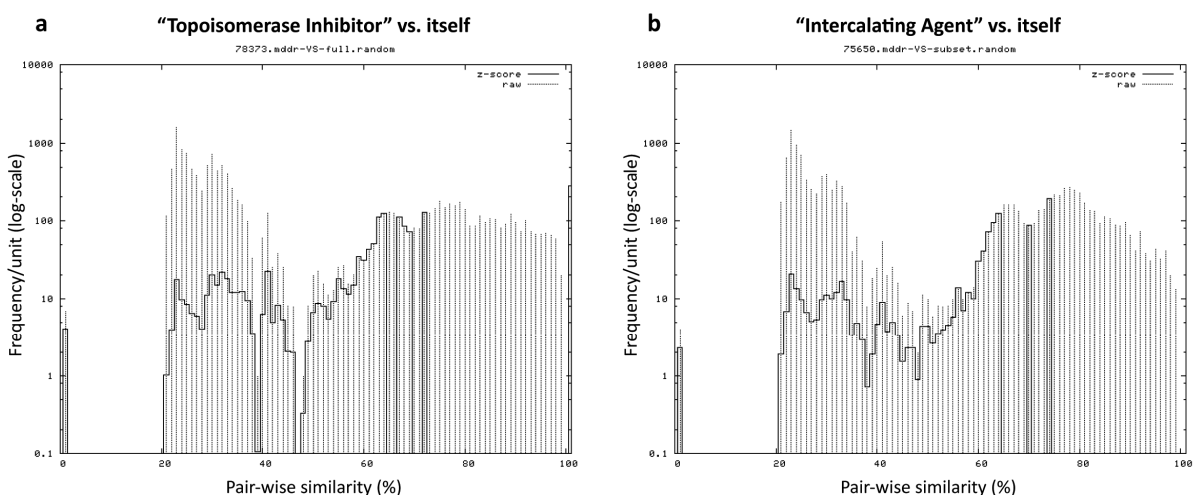 a
"Topoisomerase Inhibitor" vs. itself
78373.mddr-VS-full.random
z-score
raw
10000
1000
100
10
1
0.1
0
20
40
60
80
100
Frequency/unit (log-scale)
Pair-wise similarity (%)
b
"Intercalating Agent" vs. itself
75650.mddr-VS-subset.random
z-score
raw
10000
1000
100
10
1
0.1
0
20
40
60
80
100
Frequency/unit (log-scale)
Pair-wise similarity (%)